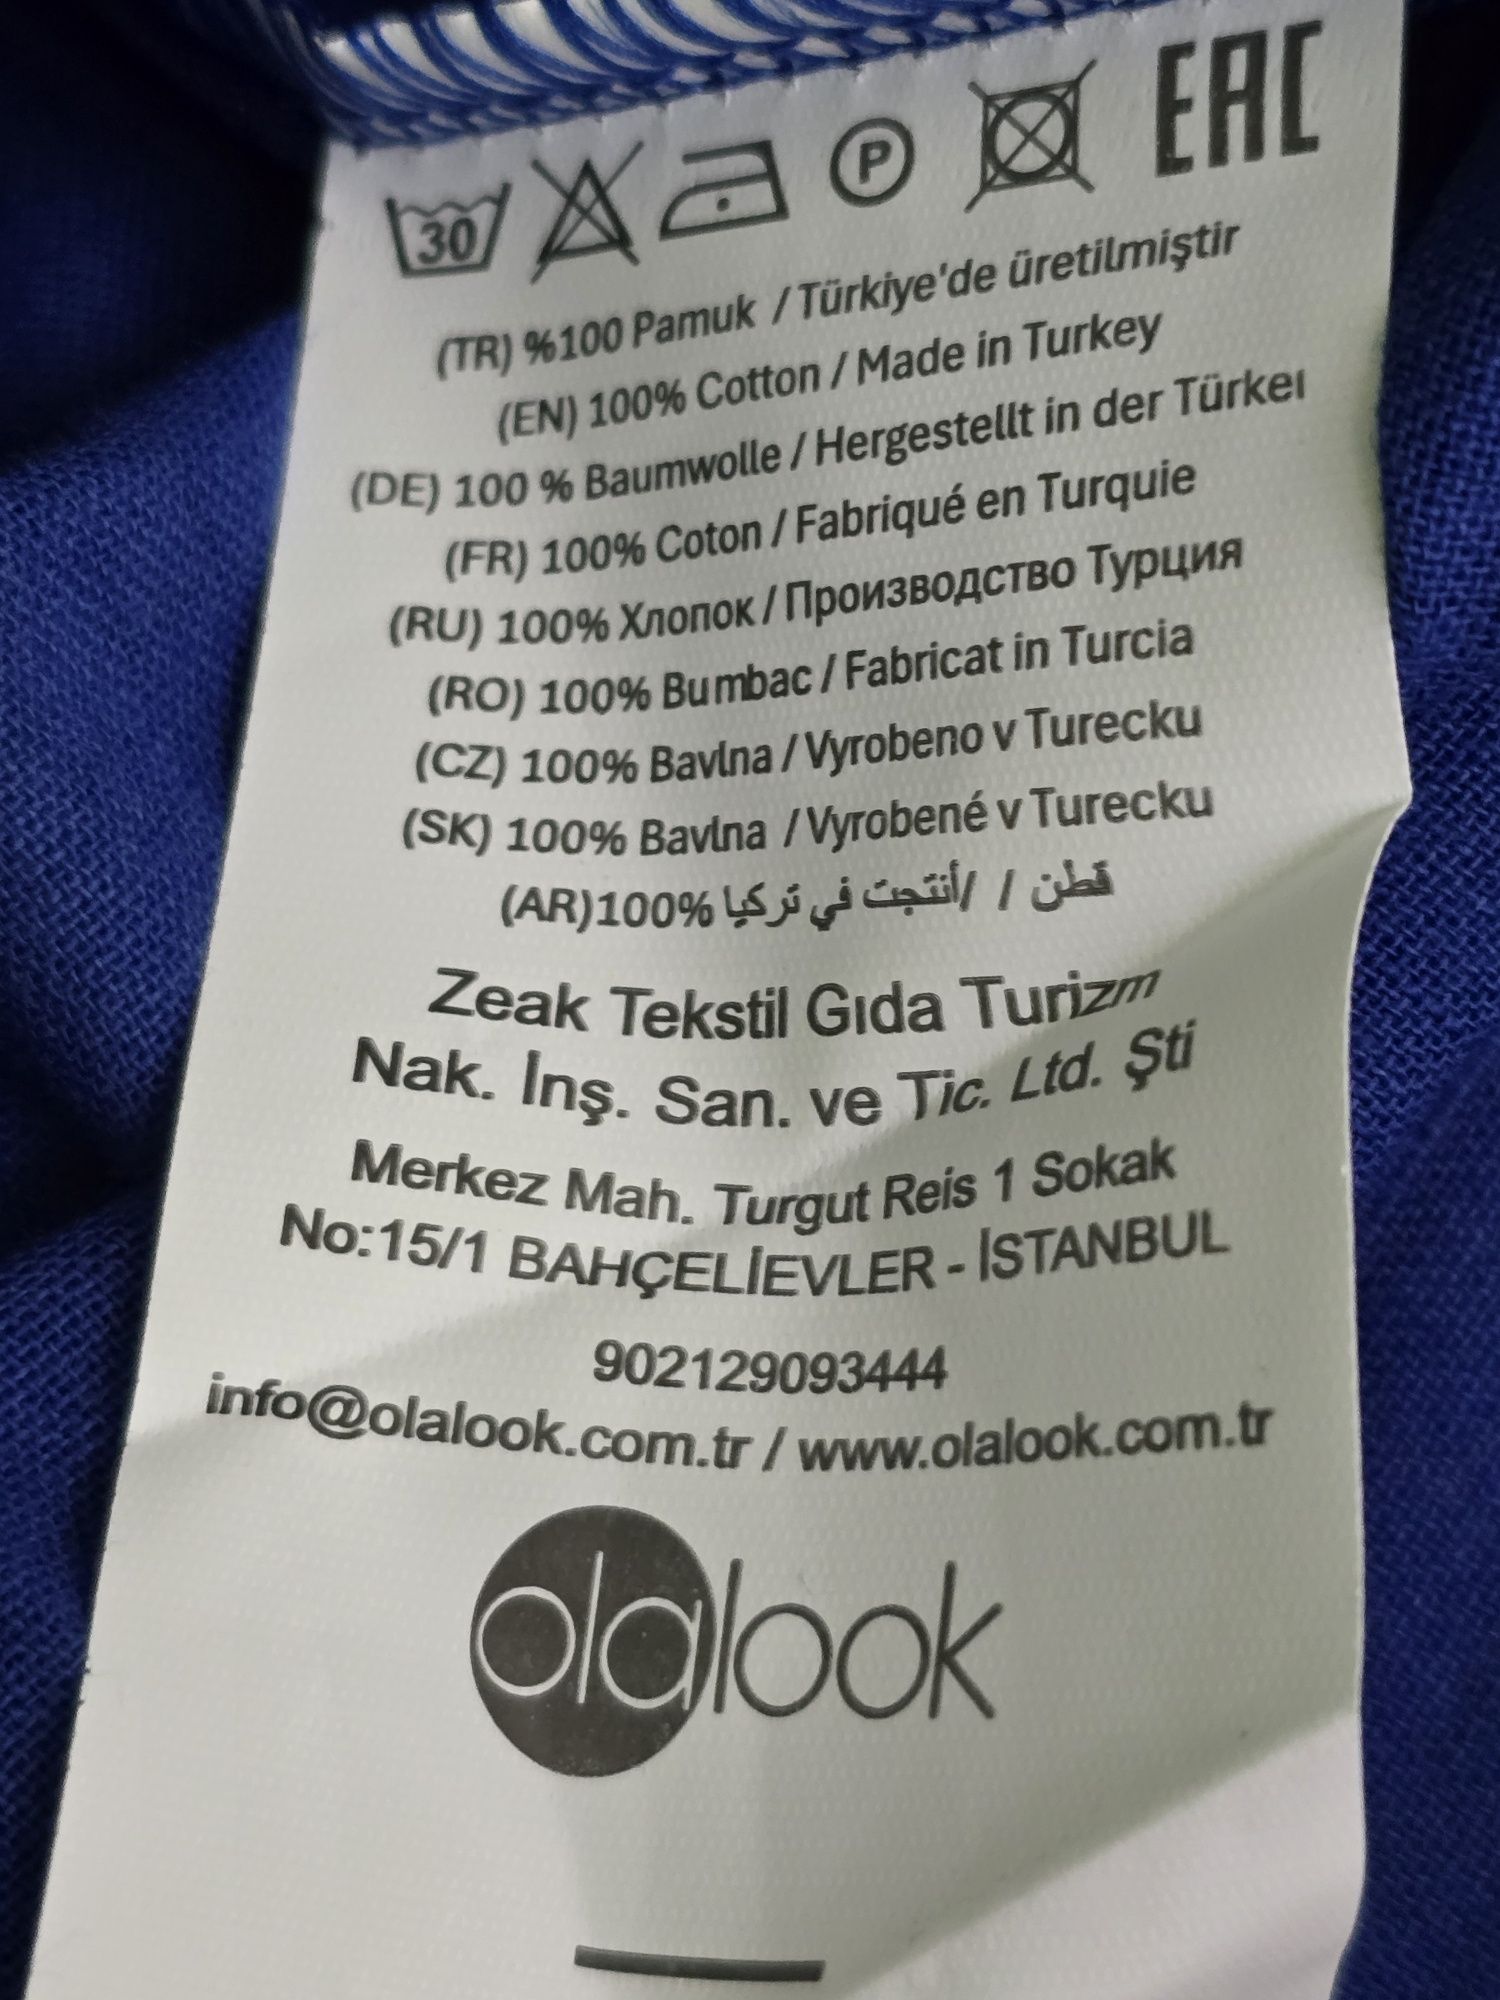 30 P EAC
(TR) %100 Pamuk / Türkiye'de üretilmiştir
(EN) 100% Cotton / Made in Turkey
(DE) 100 % Baumwolle / Hergestellt in der Türkei
(FR) 100% Coton / Fabriqué en Turquie
(RU) 100% Хлопок / Производство Турция
(RO) 100% Bumbac / Fabricat in Turcia
(CZ) 100% Bavlna / Vyrobeno v Turecku
(SK) 100% Bavlna / Vyrobené v Turecku
(AR)100% قطن / /أنتجت في تركيا
Zeak Tekstil Gıda Turizm
Nak. İnş. San. ve Tic. Ltd. Şti
Merkez Mah. Turgut Reis 1 Sokak
No:15/1 BAHÇELİEVLER - İSTANBUL
902129093444
info@olalook.com.tr / www.olalook.com.tr
olalook